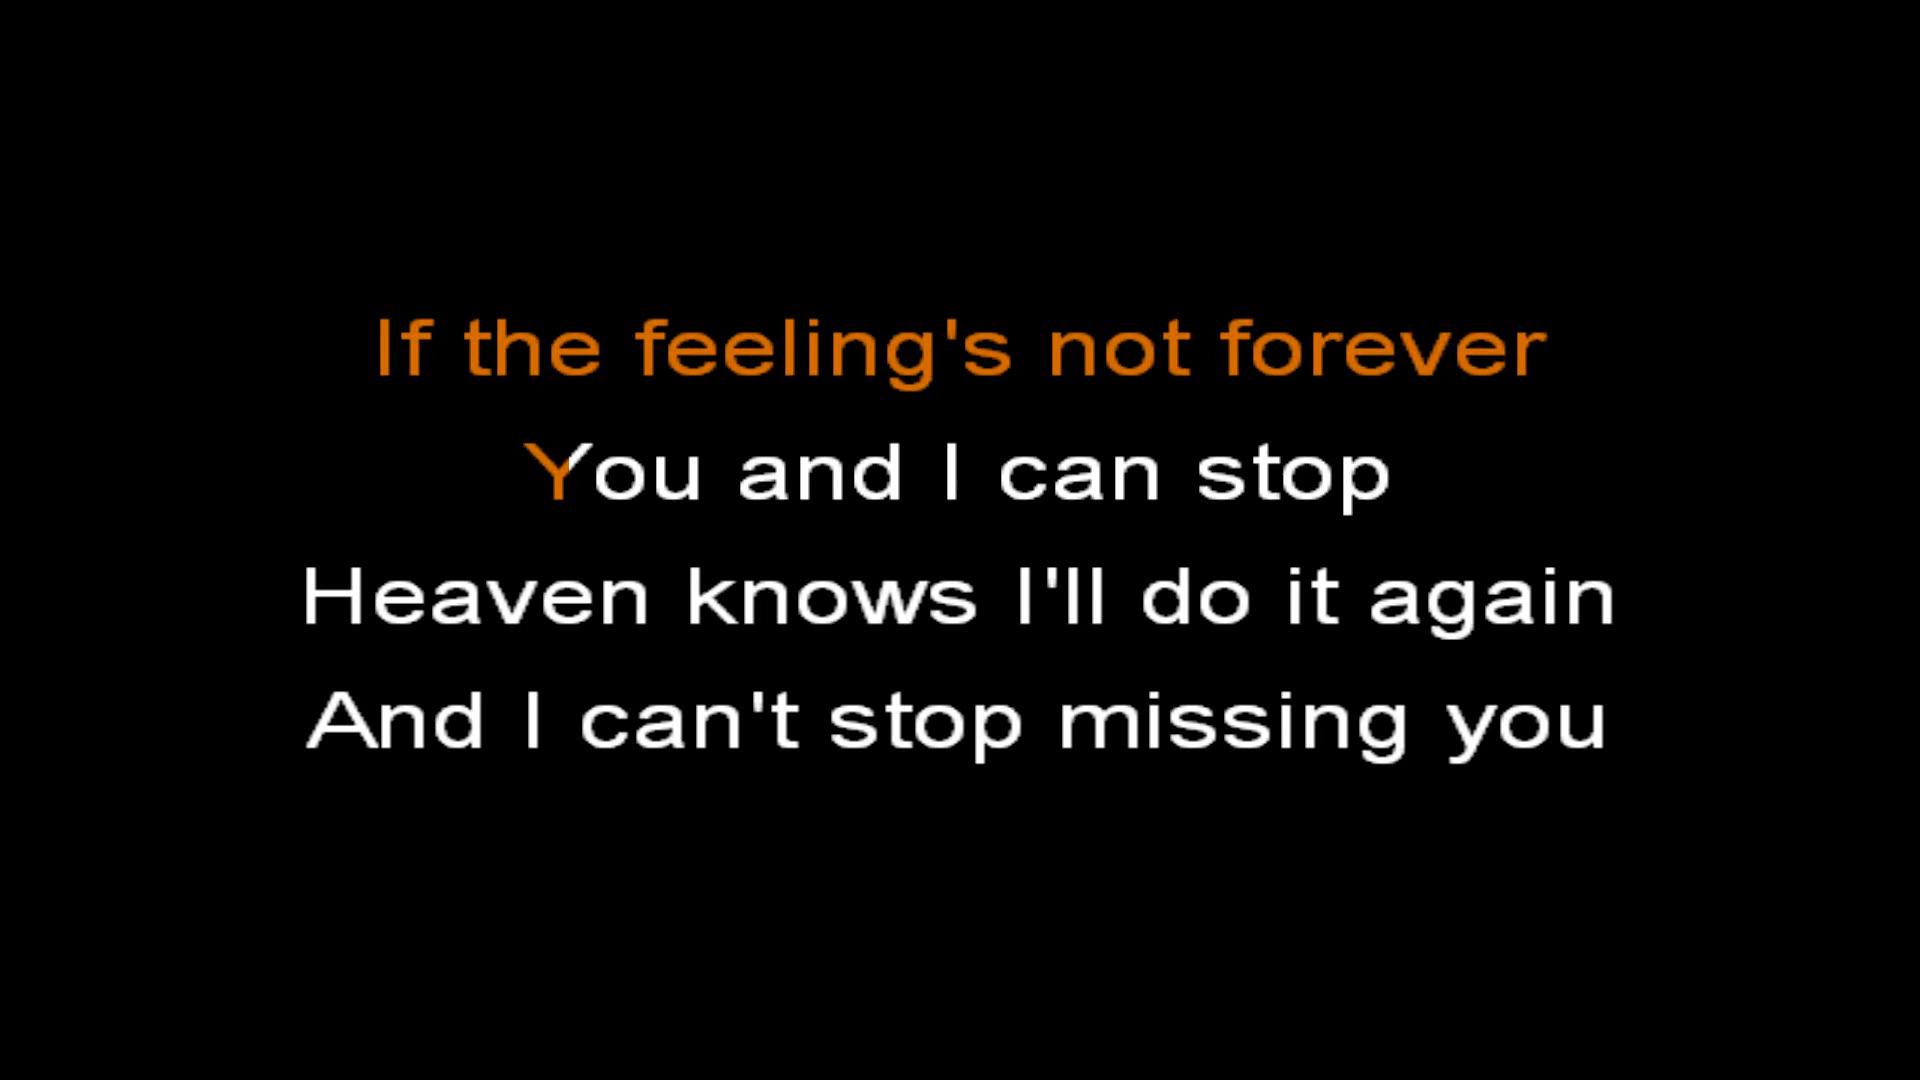 If the feeling's not forever
You and I can stop
Heaven knows I'll do it again
And I can't stop missing you